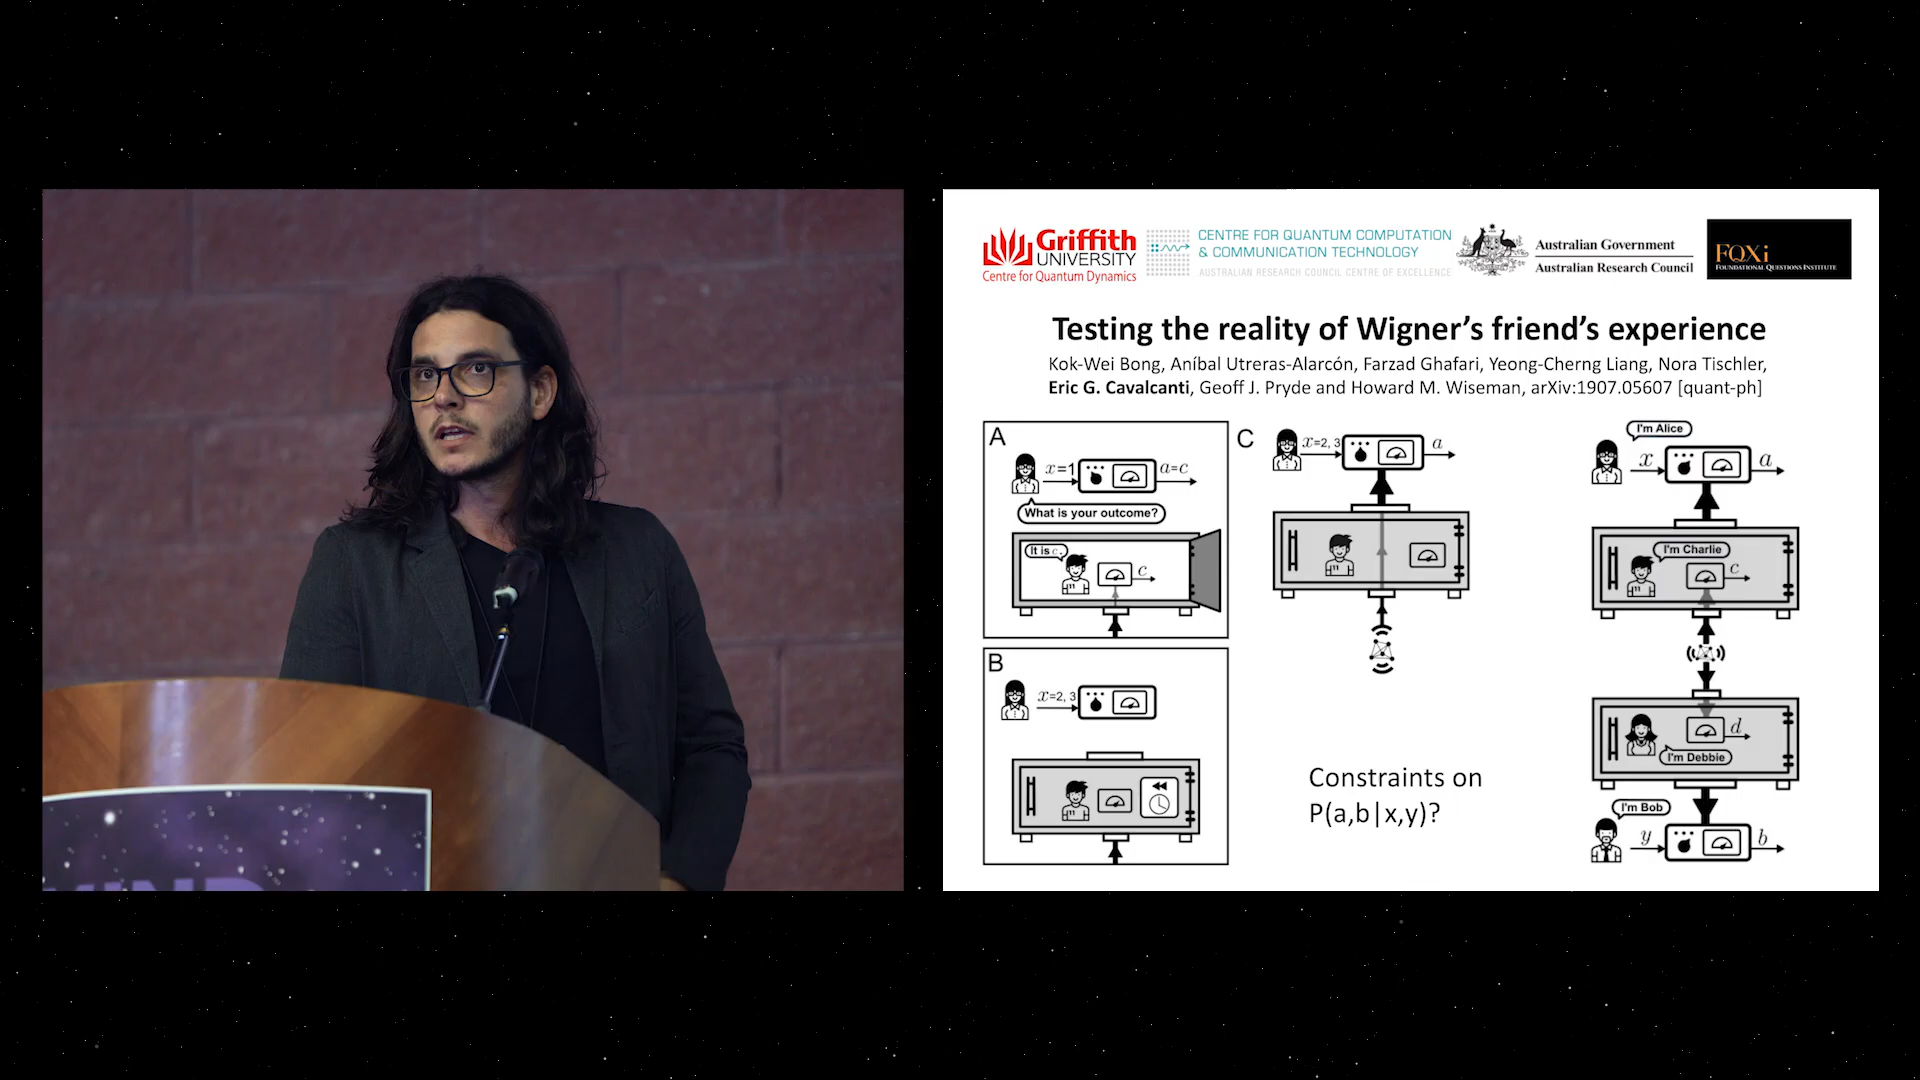 Griffith
UNIVERSITY
Centre for Quantum Dynamics
CENTRE FOR QUANTUM COMPUTATION
& COMMUNICATION TECHNOLOGY
AUSTRALIAN RESEARCH COUNCIL CENTRE OF EXCELLENCE
Australian Government
Australian Research Council
FQXi
FOUNDATIONAL QUESTIONS INSTITUTE
Testing the reality of Wigner’s friend’s experience
Kok-Wei Bong, Aníbal Utreras-Alarcón, Farzad Ghafari, Yeong-Cherng Liang, Nora Tischler,
Eric G. Cavalcanti, Geoff J. Pryde and Howard M. Wiseman, arXiv:1907.05607 [quant-ph]
A
x=1
a=c
What is your outcome?
It is c.
c
B
x=2, 3
C
x=2, 3
a
I'm Alice
x
a
I'm Charlie
c
d
I'm Debbie
I'm Bob
y
b
Constraints on
P(a,b|x,y)?